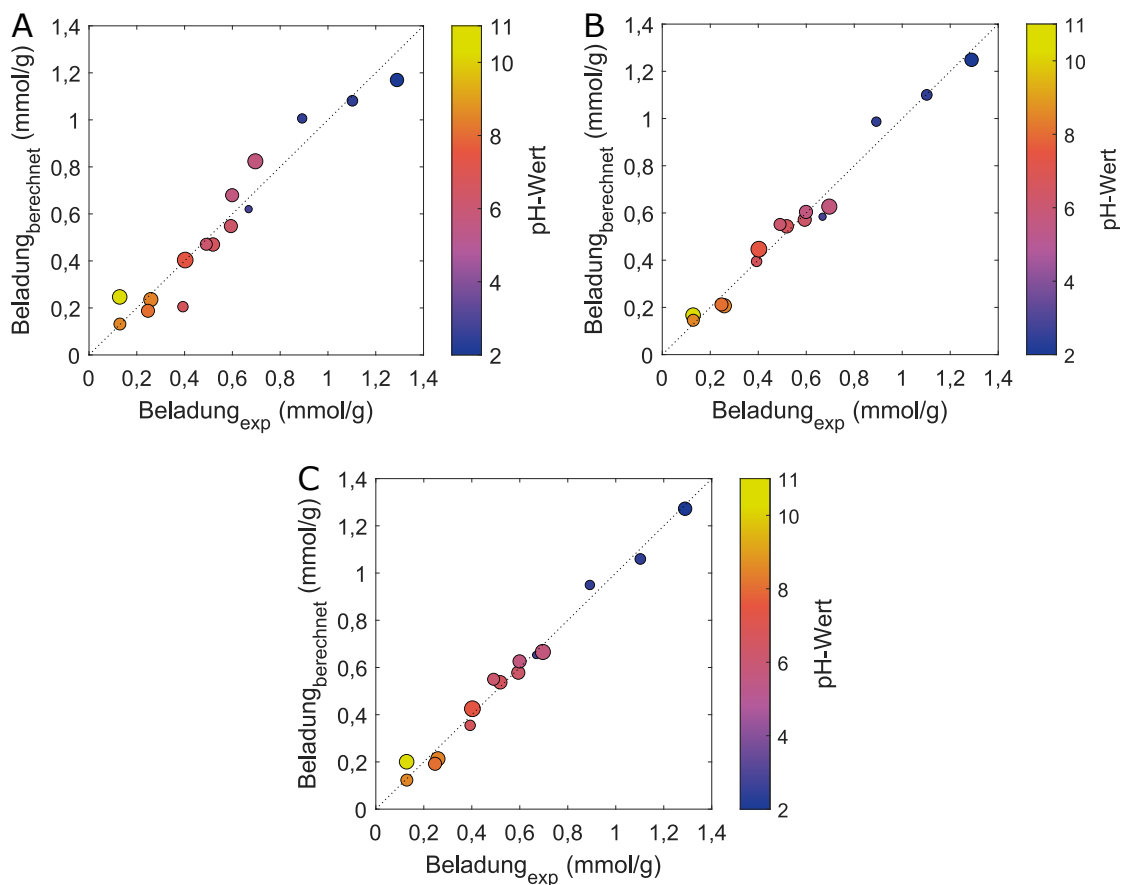 A
Beladung_berechnet (mmol/g)
1,4
1,2
1
0,8
0,6
0,4
0,2
0
0 0,2 0,4 0,6 0,8 1 1,2 1,4
Beladung_exp (mmol/g)
11
10
8
6
4
2
pH-Wert
B
Beladung_berechnet (mmol/g)
1,4
1,2
1
0,8
0,6
0,4
0,2
0
0 0,2 0,4 0,6 0,8 1 1,2 1,4
Beladung_exp (mmol/g)
11
10
8
6
4
2
pH-Wert
C
Beladung_berechnet (mmol/g)
1,4
1,2
1
0,8
0,6
0,4
0,2
0
0 0,2 0,4 0,6 0,8 1 1,2 1,4
Beladung_exp (mmol/g)
11
10
8
6
4
2
pH-Wert